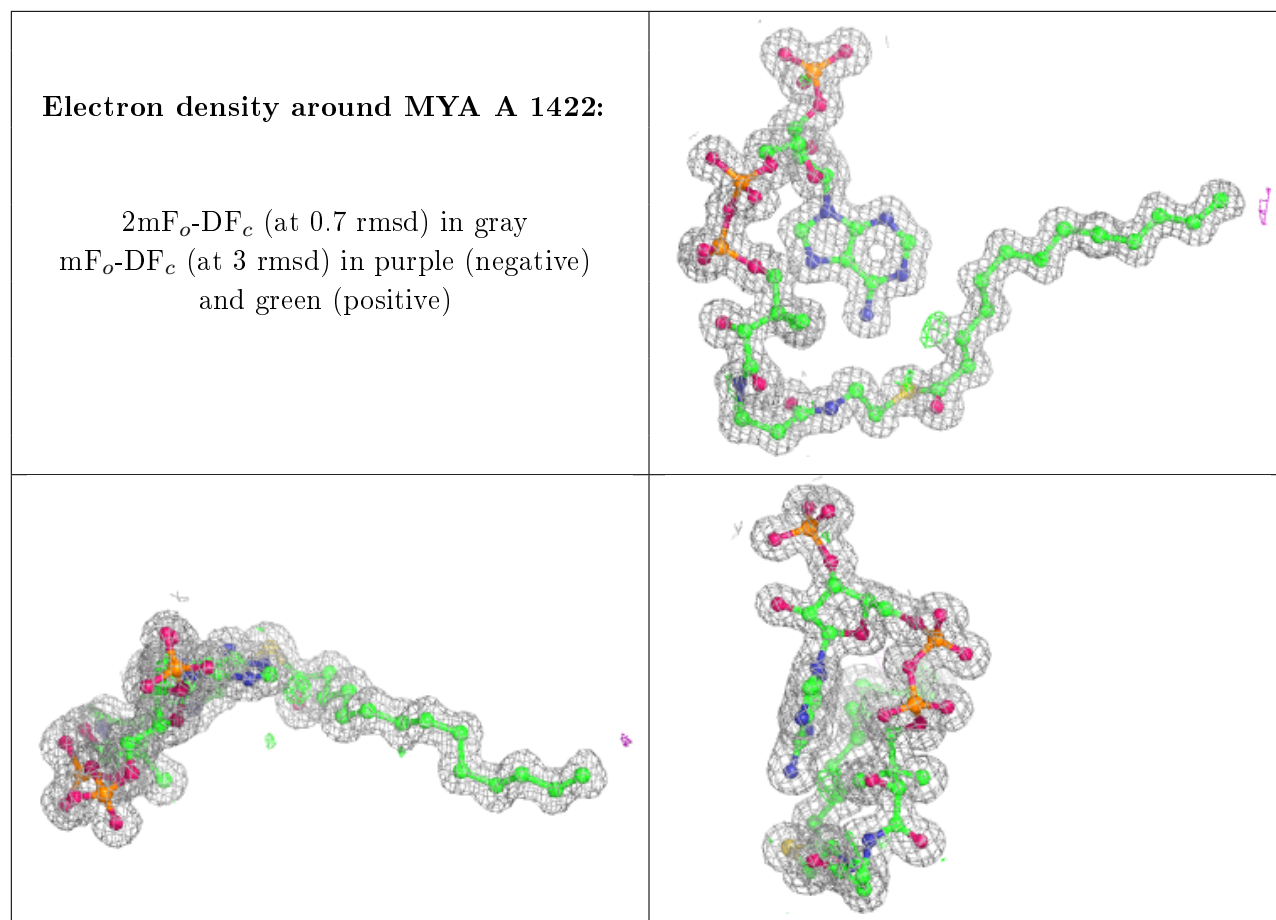 Electron density around MYA A 1422:
2mFₒ-DF𝒸 (at 0.7 rmsd) in gray
mFₒ-DF𝒸 (at 3 rmsd) in purple (negative)
and green (positive)